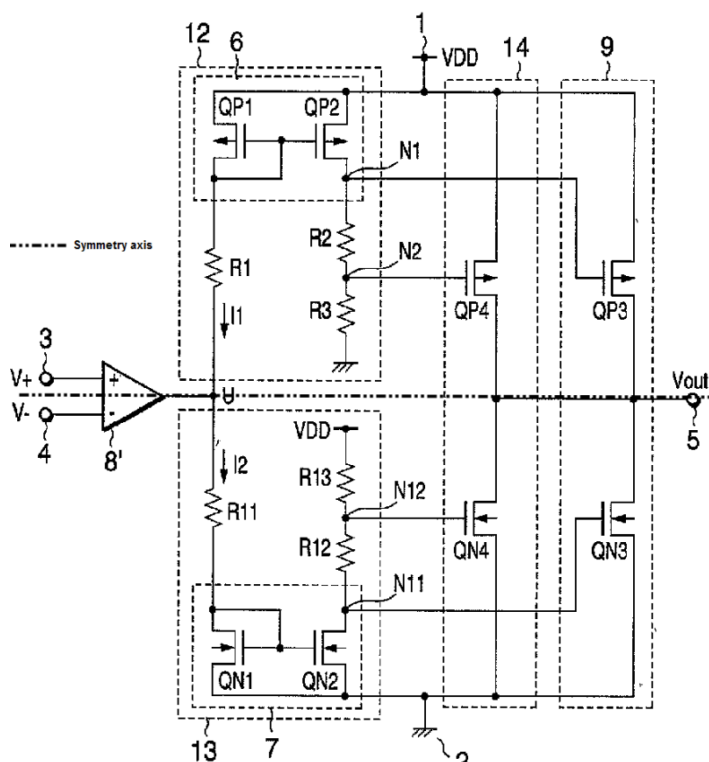 12 6 1 VDD 14 9
QP1 QP2
N1
Symmetry axis
R1 R2 N2
I1 R3 QP4 QP3
3
V+ + U Vout
V- -
4 8' 5
VDD
I2 R13 N12
R11 R12 QN4 QN3
N11
QN1 QN2
13 7